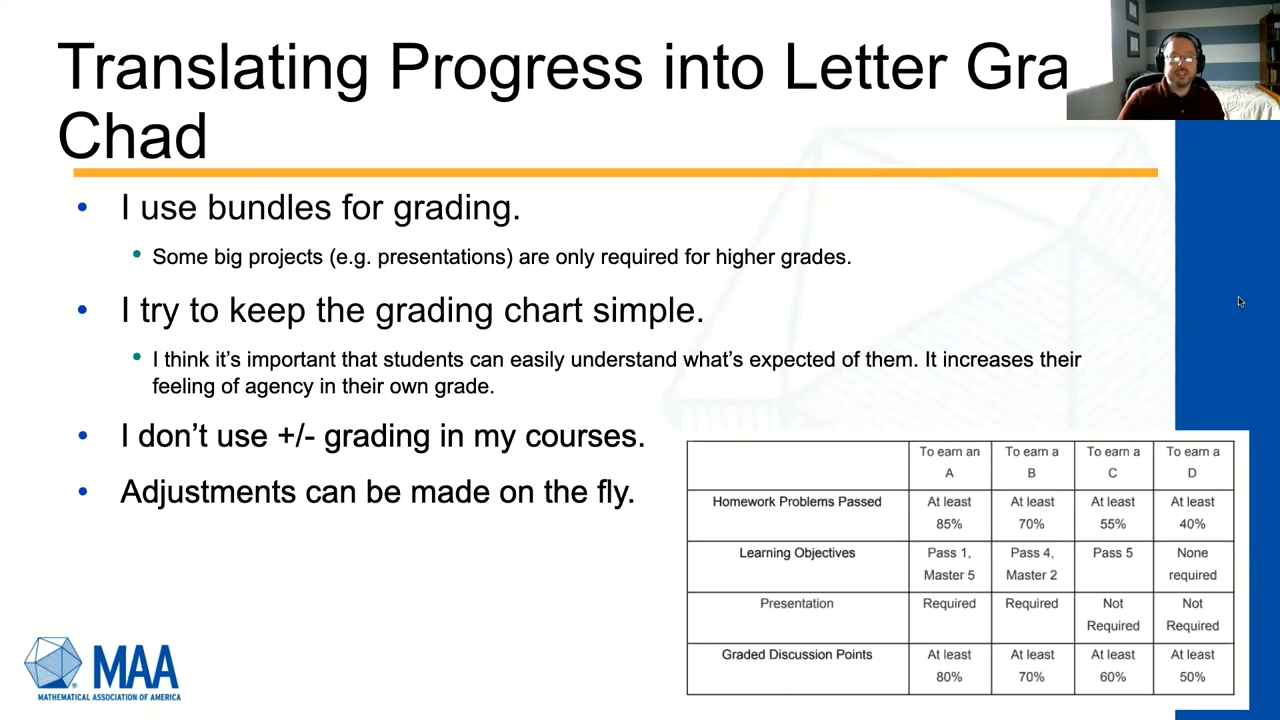 Translating Progress into Letter Gra
Chad
• I use bundles for grading.
• Some big projects (e.g. presentations) are only required for higher grades.
• I try to keep the grading chart simple.
• I think it’s important that students can easily understand what’s expected of them. It increases their
feeling of agency in their own grade.
• I don’t use +/- grading in my courses.
• Adjustments can be made on the fly.
To earn an A To earn a B To earn a C To earn a D
Homework Problems Passed At least 85% At least 70% At least 55% At least 40%
Learning Objectives Pass 1, Master 5 Pass 4, Master 2 Pass 5 None required
Presentation Required Required Not Required Not Required
Graded Discussion Points At least 80% At least 70% At least 60% At least 50%
MAA
MATHEMATICAL ASSOCIATION OF AMERICA